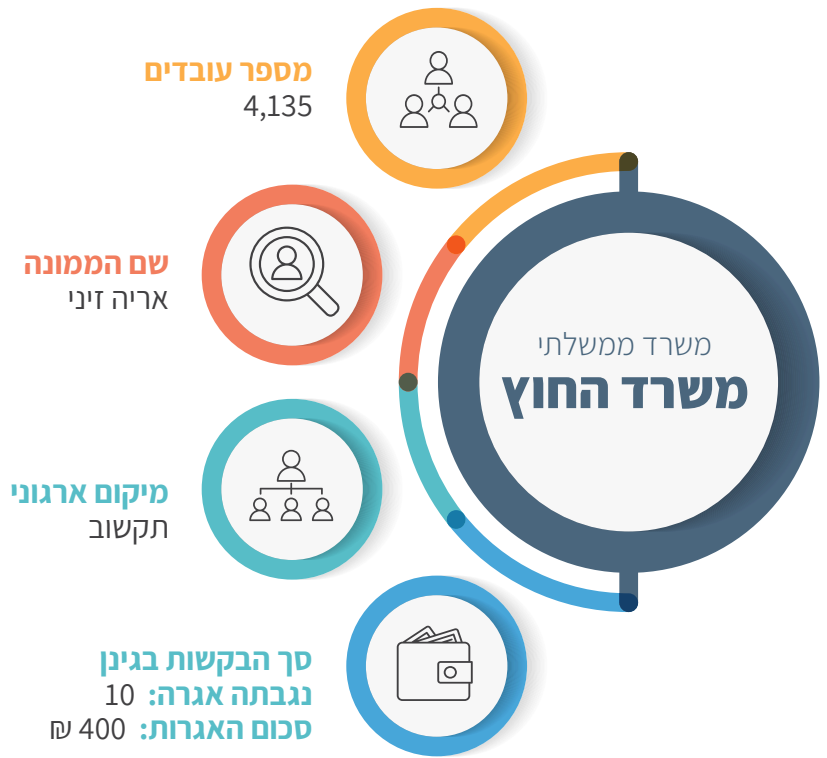 משרד ממשלתי
משרד החוץ
מספר עובדים
4,135
שם הממונה
אריה זיני
מיקום ארגוני
תקשוב
סך הבקשות בגינן
נגבתה אגרה: 10
סכום האגרות: 400 ₪